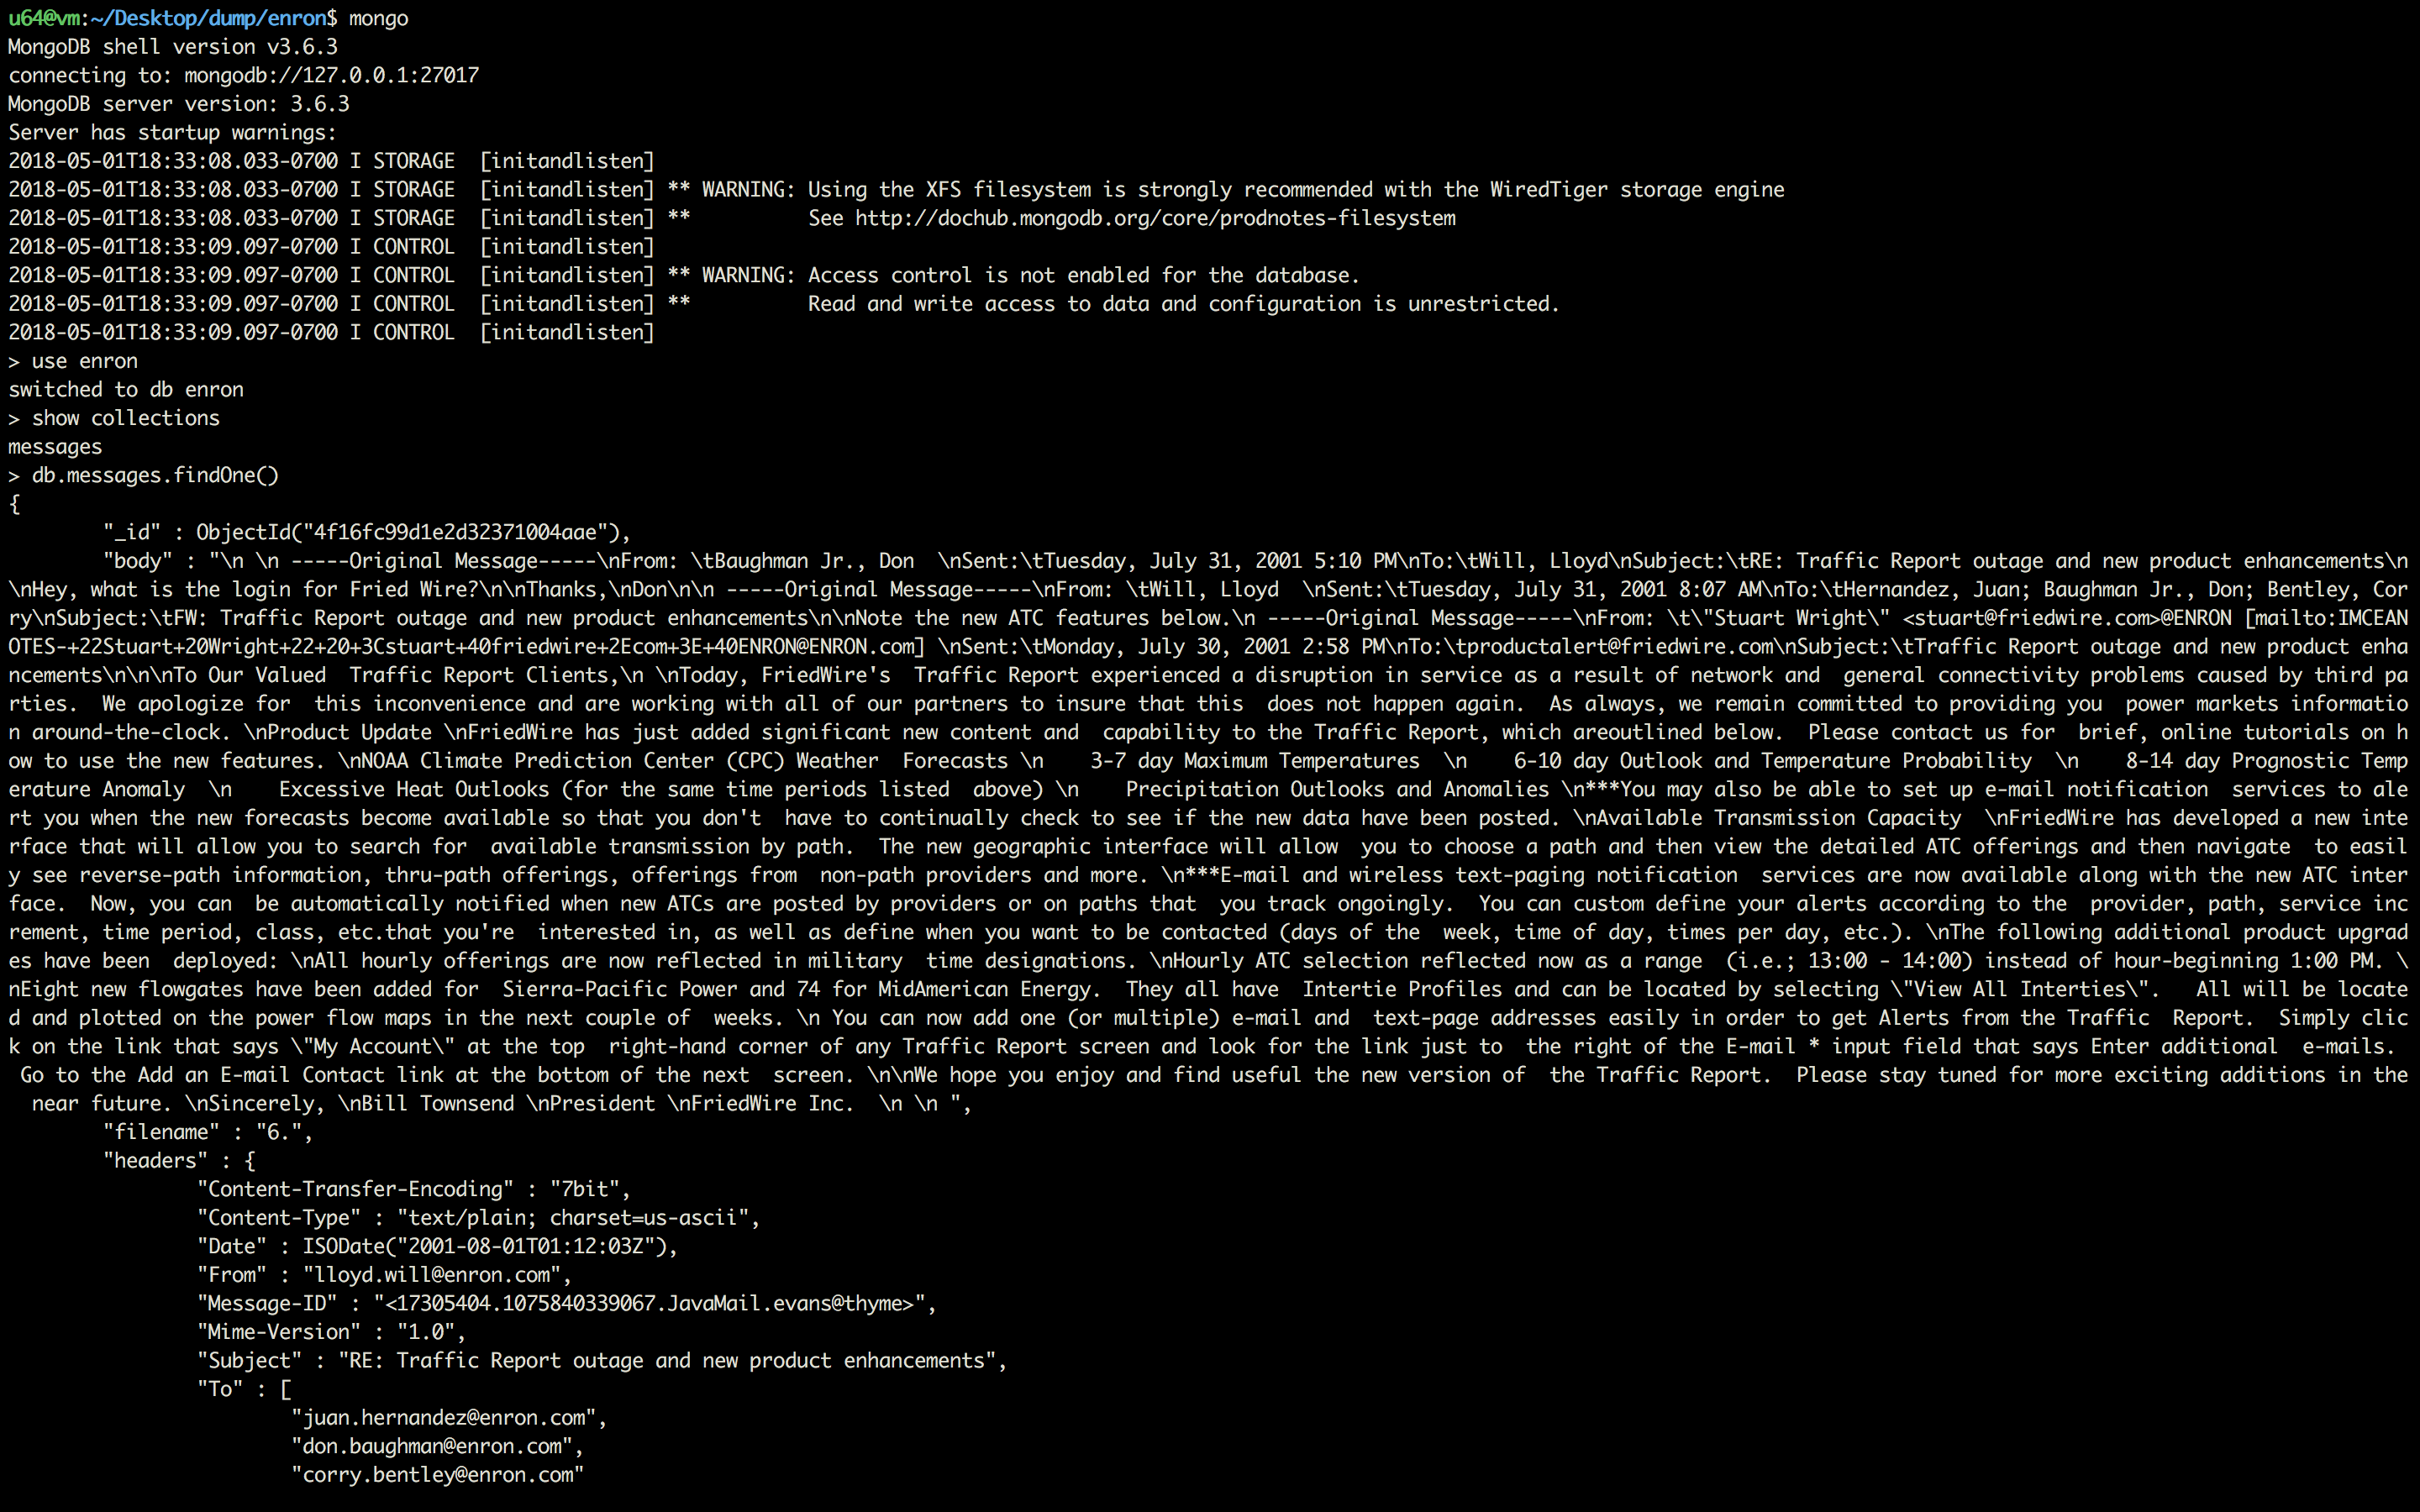 u64@vm:~/Desktop/dump/enron$ mongo
MongoDB shell version v3.6.3
connecting to: mongodb://127.0.0.1:27017
MongoDB server version: 3.6.3
Server has startup warnings:
2018-05-01T18:33:08.033-0700 I STORAGE  [initandlisten]
2018-05-01T18:33:08.033-0700 I STORAGE  [initandlisten] ** WARNING: Using the XFS filesystem is strongly recommended with the WiredTiger storage engine
2018-05-01T18:33:08.033-0700 I STORAGE  [initandlisten] **          See http://dochub.mongodb.org/core/prodnotes-filesystem
2018-05-01T18:33:09.097-0700 I CONTROL  [initandlisten]
2018-05-01T18:33:09.097-0700 I CONTROL  [initandlisten] ** WARNING: Access control is not enabled for the database.
2018-05-01T18:33:09.097-0700 I CONTROL  [initandlisten] **          Read and write access to data and configuration is unrestricted.
2018-05-01T18:33:09.097-0700 I CONTROL  [initandlisten]
> use enron
switched to db enron
> show collections
messages
> db.messages.findOne()
{
        "_id" : ObjectId("4f16fc99d1e2d32371004aae"),
        "body" : "\n \n -----Original Message-----\nFrom: \tBaughman Jr., Don  \nSent:\tTuesday, July 31, 2001 5:10 PM\nTo:\tWill, Lloyd\nSubject:\tRE: Traffic Report outage and new product enhancements\n
\nHey, what is the login for Fried Wire?\n\nThanks,\nDon\n\n -----Original Message-----\nFrom: \tWill, Lloyd  \nSent:\tTuesday, July 31, 2001 8:07 AM\nTo:\tHernandez, Juan; Baughman Jr., Don; Bentley, Cor
ry\nSubject:\tFW: Traffic Report outage and new product enhancements\n\nNote the new ATC features below.\n -----Original Message-----\nFrom: \t\"Stuart Wright\" <stuart@friedwire.com>@ENRON [mailto:IMCEAN
OTES-+22Stuart+20Wright+22+20+3Cstuart+40friedwire+2Ecom+3E+40ENRON@ENRON.com] \nSent:\tMonday, July 30, 2001 2:58 PM\nTo:\tproductalert@friedwire.com\nSubject:\tTraffic Report outage and new product enha
ncements\n\n\nTo Our Valued  Traffic Report Clients,\n \nToday, FriedWire's  Traffic Report experienced a disruption in service as a result of network and  general connectivity problems caused by third pa
rties.  We apologize for  this inconvenience and are working with all of our partners to insure that this  does not happen again.  As always, we remain committed to providing you  power markets informatio
n around-the-clock. \nProduct Update \nFriedWire has just added significant new content and  capability to the Traffic Report, which areoutlined below.  Please contact us for  brief, online tutorials on h
ow to use the new features. \nNOAA Climate Prediction Center (CPC) Weather  Forecasts \n    3-7 day Maximum Temperatures  \n    6-10 day Outlook and Temperature Probability  \n    8-14 day Prognostic Temp
erature Anomaly  \n    Excessive Heat Outlooks (for the same time periods listed  above) \n    Precipitation Outlooks and Anomalies \n***You may also be able to set up e-mail notification  services to ale
rt you when the new forecasts become available so that you don't  have to continually check to see if the new data have been posted. \nAvailable Transmission Capacity  \nFriedWire has developed a new inte
rface that will allow you to search for  available transmission by path.  The new geographic interface will allow  you to choose a path and then view the detailed ATC offerings and then navigate  to easil
y see reverse-path information, thru-path offerings, offerings from  non-path providers and more. \n***E-mail and wireless text-paging notification  services are now available along with the new ATC inter
face.  Now, you can  be automatically notified when new ATCs are posted by providers or on paths that  you track ongoingly.  You can custom define your alerts according to the  provider, path, service inc
rement, time period, class, etc.that you're  interested in, as well as define when you want to be contacted (days of the  week, time of day, times per day, etc.). \nThe following additional product upgrad
es have been  deployed: \nAll hourly offerings are now reflected in military  time designations. \nHourly ATC selection reflected now as a range  (i.e.; 13:00 - 14:00) instead of hour-beginning 1:00 PM. \
nEight new flowgates have been added for  Sierra-Pacific Power and 74 for MidAmerican Energy.  They all have  Intertie Profiles and can be located by selecting \"View All Interties\".   All will be locate
d and plotted on the power flow maps in the next couple of  weeks. \n You can now add one (or multiple) e-mail and  text-page addresses easily in order to get Alerts from the Traffic  Report.  Simply clic
k on the link that says \"My Account\" at the top  right-hand corner of any Traffic Report screen and look for the link just to  the right of the E-mail * input field that says Enter additional  e-mails.
 Go to the Add an E-mail Contact link at the bottom of the next  screen. \n\nWe hope you enjoy and find useful the new version of  the Traffic Report.  Please stay tuned for more exciting additions in the
  near future. \nSincerely, \nBill Townsend \nPresident \nFriedWire Inc.  \n \n ",
        "filename" : "6.",
        "headers" : {
                "Content-Transfer-Encoding" : "7bit",
                "Content-Type" : "text/plain; charset=us-ascii",
                "Date" : ISODate("2001-08-01T01:12:03Z"),
                "From" : "lloyd.will@enron.com",
                "Message-ID" : "<17305404.1075840339067.JavaMail.evans@thyme>",
                "Mime-Version" : "1.0",
                "Subject" : "RE: Traffic Report outage and new product enhancements",
                "To" : [
                        "juan.hernandez@enron.com",
                        "don.baughman@enron.com",
                        "corry.bentley@enron.com"